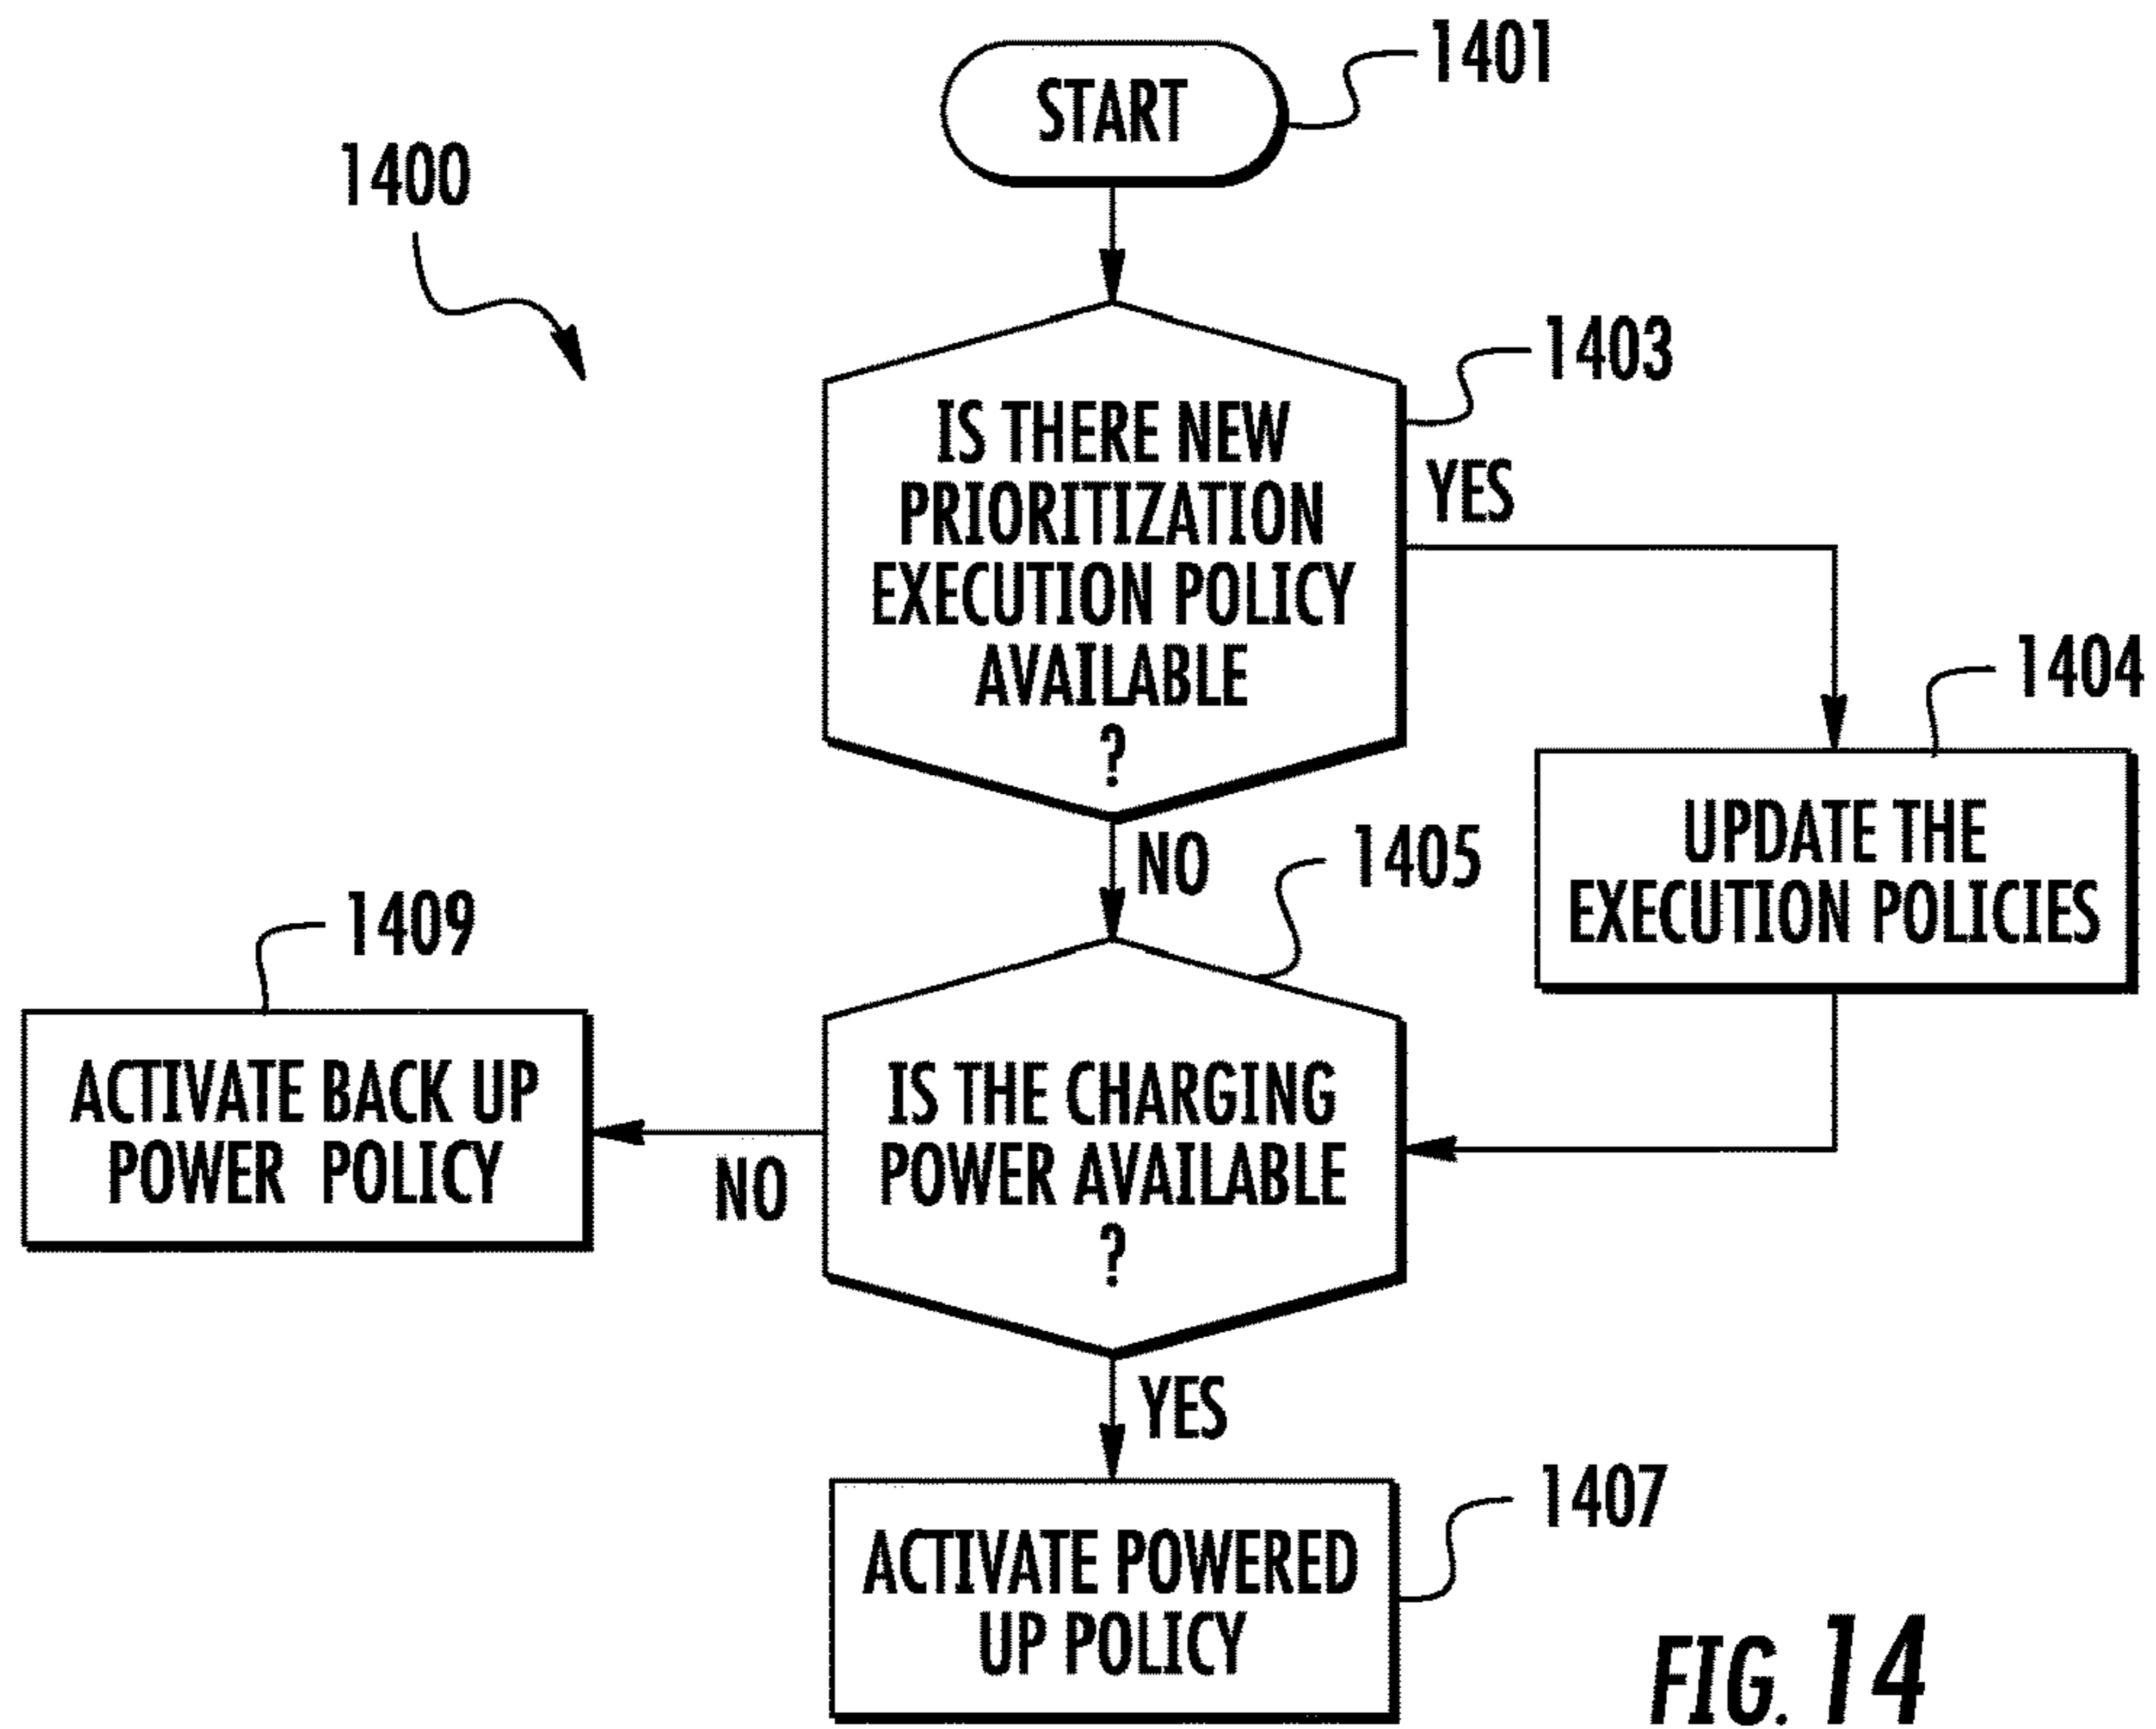 1401
START
1400
1403
IS THERE NEW
PRIORITIZATION
EXECUTION POLICY
AVAILABLE
?
YES
1404
UPDATE THE
EXECUTION POLICIES
NO
1405
1409
ACTIVATE BACK UP
POWER POLICY
NO
IS THE CHARGING
POWER AVAILABLE
?
YES
1407
ACTIVATE POWERED
UP POLICY
FIG. 14